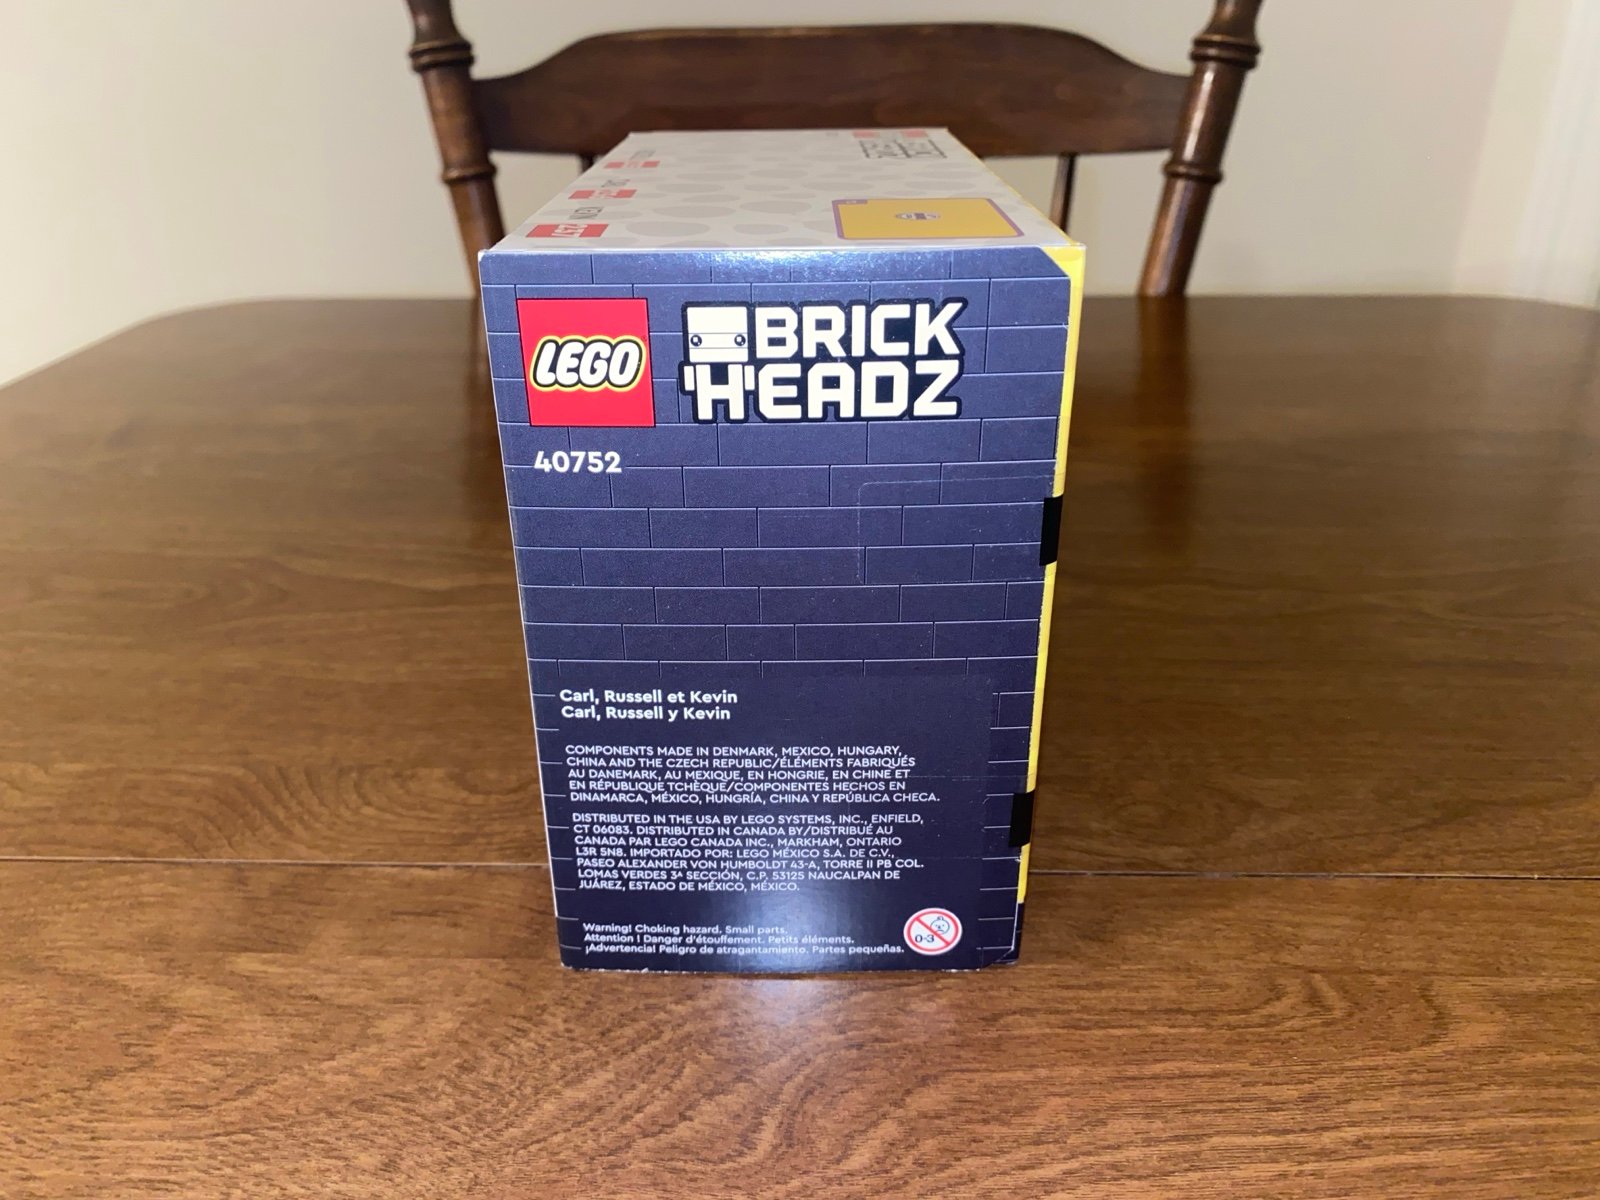 KEVIN
257
LEGO
BRICK
HEADZ
40752
Carl, Russell et Kevin
Carl, Russell y Kevin
COMPONENTS MADE IN DENMARK, MEXICO, HUNGARY,
CHINA AND THE CZECH REPUBLIC/ÉLÉMENTS FABRIQUÉS
AU DANEMARK, AU MEXIQUE, EN HONGRIE, EN CHINE ET
EN RÉPUBLIQUE TCHÈQUE/COMPONENTES HECHOS EN
DINAMARCA, MÉXICO, HUNGRÍA, CHINA Y REPÚBLICA CHECA.
DISTRIBUTED IN THE USA BY LEGO SYSTEMS, INC., ENFIELD,
CT 06083. DISTRIBUTED IN CANADA BY/DISTRIBUÉ AU
CANADA PAR LEGO CANADA INC., MARKHAM, ONTARIO
L3R 5N8. IMPORTADO POR: LEGO MÉXICO S.A. DE C.V.,
PASEO ALEXANDER VON HUMBOLDT 43-A, TORRE II PB COL.
LOMAS VERDES 3ᴬ SECCIÓN, C.P. 53125 NAUCALPAN DE
JUÁREZ, ESTADO DE MÉXICO, MÉXICO.
Warning! Choking hazard. Small parts.
Attention ! Danger d'étouffement. Petits éléments.
¡Advertencia! Peligro de atragantamiento. Partes pequeñas.
0-3